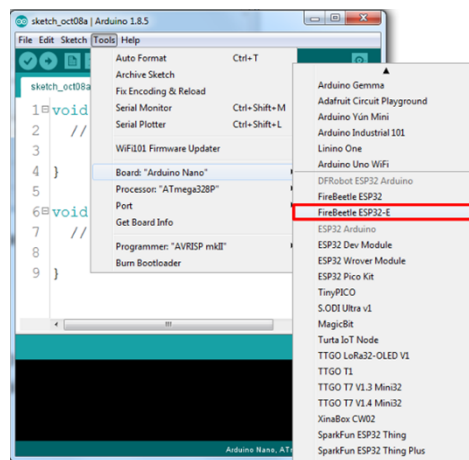 sketch_oct08a | Arduino 1.8.5
File Edit Sketch Tools Help
sketch_oct08a
1 void
2 //
3
4 }
5
6 void
7 //
8
9 }
Auto Format Ctrl+T
Archive Sketch
Fix Encoding & Reload
Serial Monitor Ctrl+Shift+M
Serial Plotter Ctrl+Shift+L
WiFi101 Firmware Updater
Board: "Arduino Nano"
Processor: "ATmega328P"
Port
Get Board Info
Programmer: "AVRISP mkII"
Burn Bootloader
Arduino Gemma
Adafruit Circuit Playground
Arduino Yún Mini
Arduino Industrial 101
Linino One
Arduino Uno WiFi
DFRobot ESP32 Arduino
FireBeetle ESP32
FireBeetle ESP32-E
ESP32 Arduino
ESP32 Dev Module
ESP32 Wrover Module
ESP32 Pico Kit
TinyPICO
S.ODI Ultra v1
MagicBit
Turta IoT Node
TTGO LoRa32-OLED V1
TTGO T1
TTGO T7 V1.3 Mini32
TTGO T7 V1.4 Mini32
XinaBox CW02
SparkFun ESP32 Thing
SparkFun ESP32 Thing Plus
Arduino Nano,